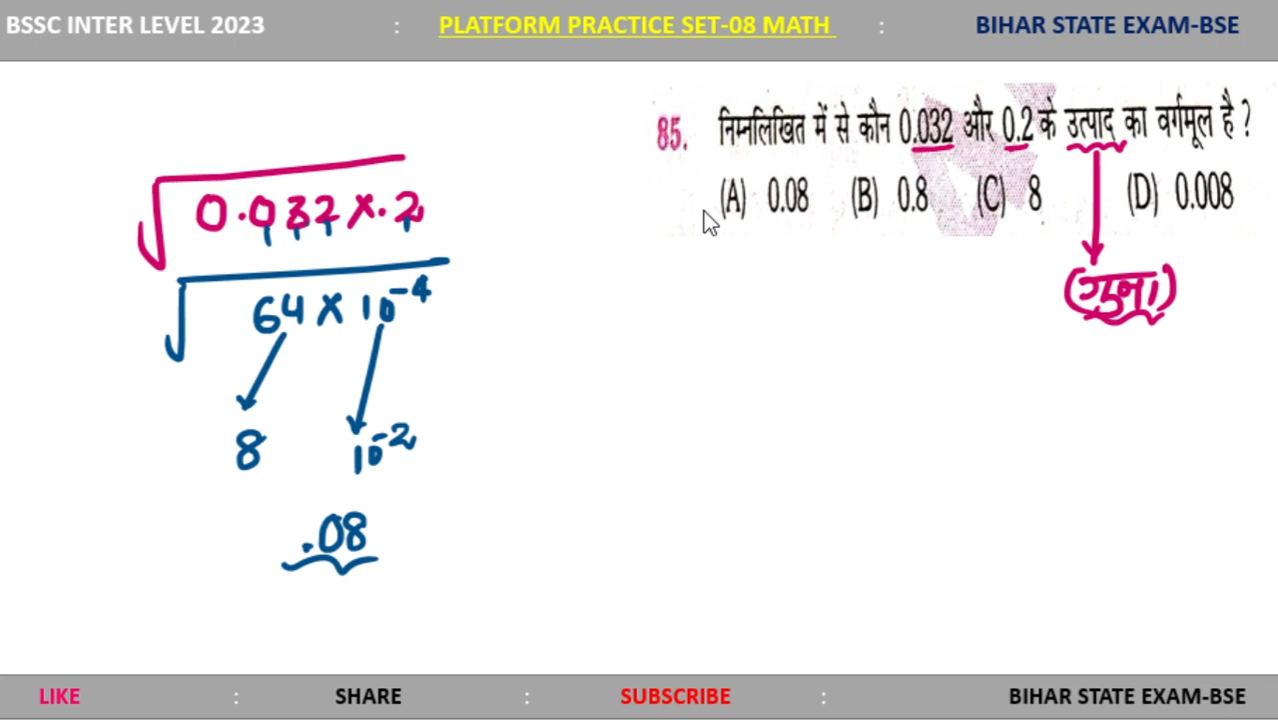 BSSC INTER LEVEL 2023 : PLATFORM PRACTICE SET-08 MATH : BIHAR STATE EXAM-BSE
85. निम्नलिखित में से कौन 0.032 और 0.2 के उत्पाद का वर्गमूल है ?
(A) 0.08 (B) 0.8 (C) 8 (D) 0.008
(गुना)
√0.032×.2
√64×10⁻⁴
8 10⁻²
.08
LIKE : SHARE : SUBSCRIBE : BIHAR STATE EXAM-BSE